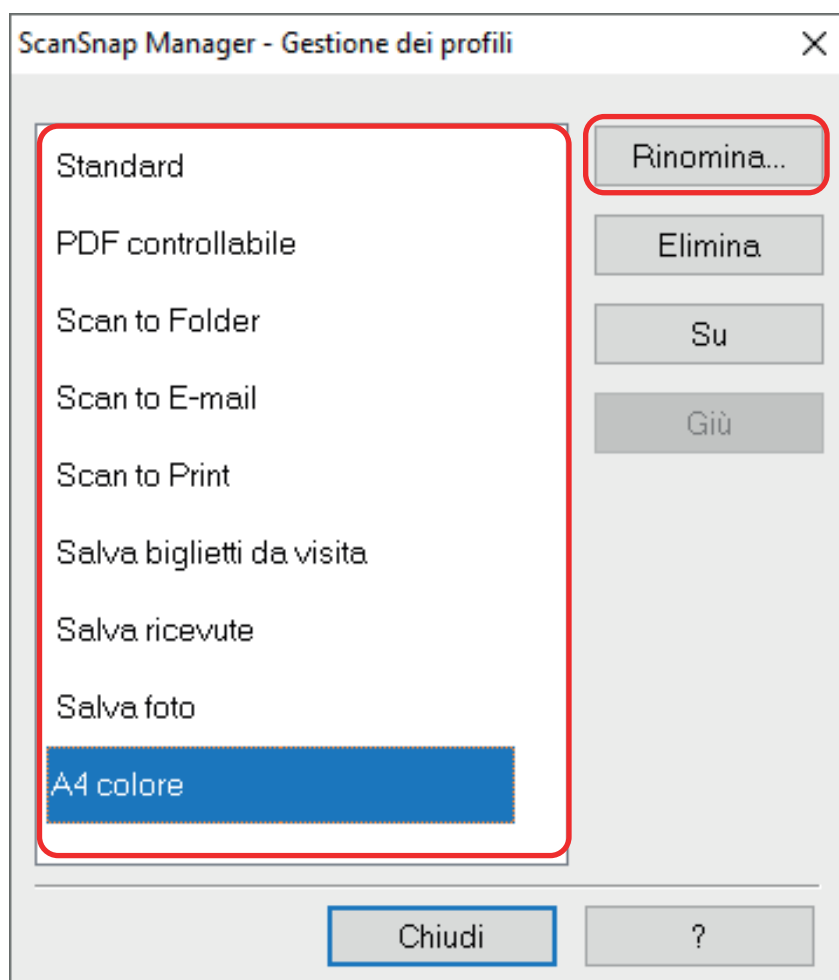 ScanSnap Manager - Gestione dei profili
Standard
PDF controllabile
Scan to Folder
Scan to E-mail
Scan to Print
Salva biglietti da visita
Salva ricevute
Salva foto
A4 colore
Rinomina...
Elimina
Su
Giù
Chiudi
?